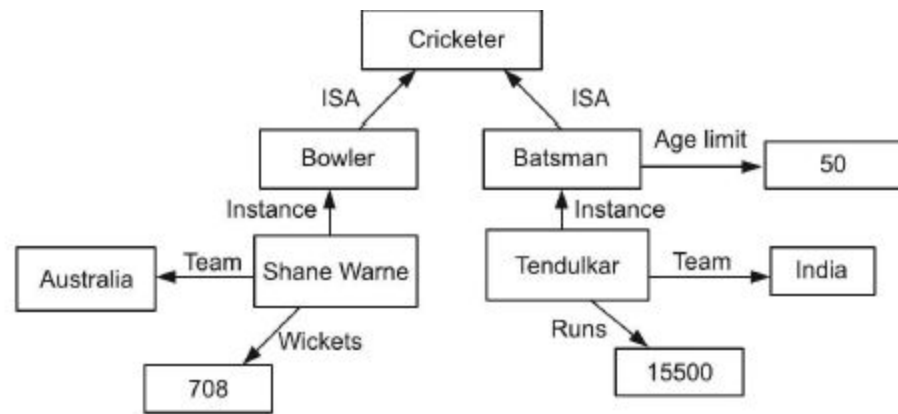 Cricketer
ISA
ISA
Bowler
Batsman
Age limit
50
Instance
Instance
Australia
Team
Shane Warne
Tendulkar
Team
India
Wickets
Runs
708
15500